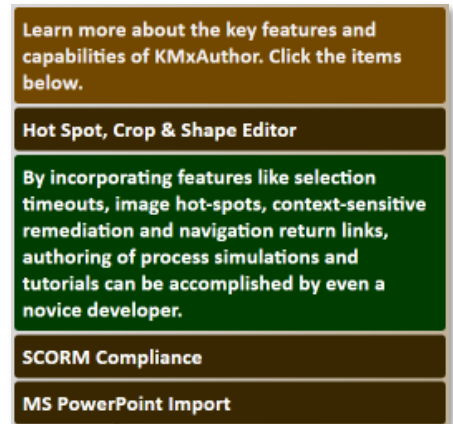 Learn more about the key features and
capabilities of KMxAuthor. Click the items
below.
Hot Spot, Crop & Shape Editor
By incorporating features like selection
timeouts, image hot-spots, context-sensitive
remediation and navigation return links,
authoring of process simulations and
tutorials can be accomplished by even a
novice developer.
SCORM Compliance
MS PowerPoint Import